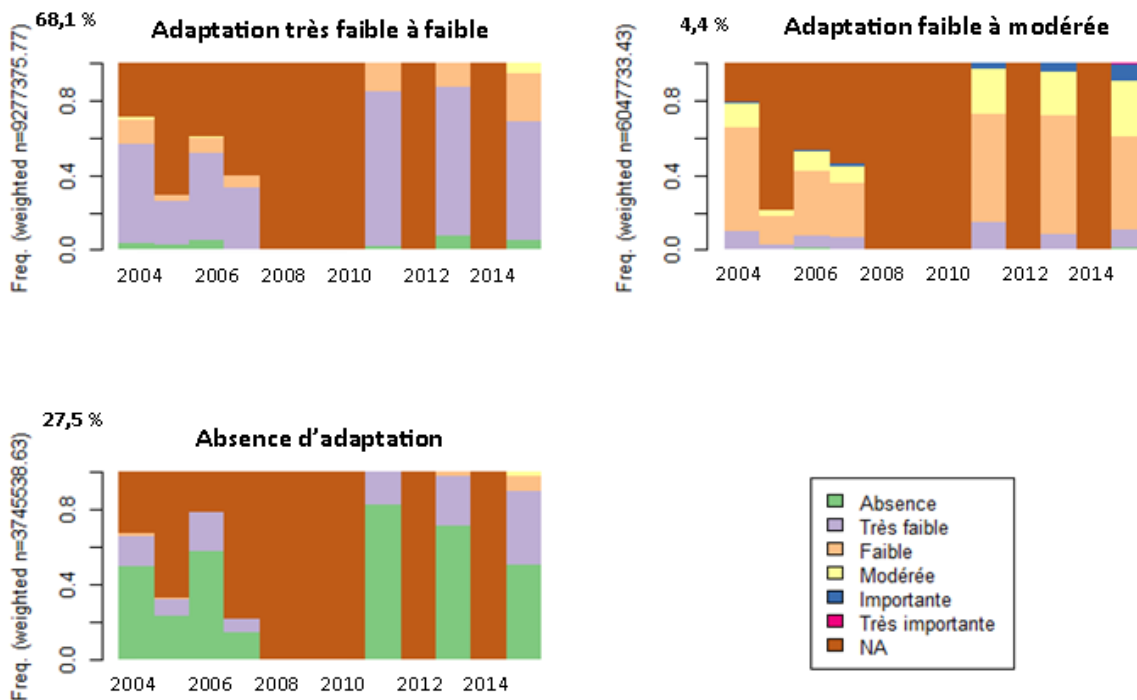 68,1 %
Adaptation très faible à faible
Freq. (weighted n=9277375.77)
0.8
0.4
0.0
2004 2006 2008 2010 2012 2014
4,4 %
Adaptation faible à modérée
Freq. (weighted n=6047733.43)
0.8
0.4
0.0
2004 2006 2008 2010 2012 2014
27,5 %
Absence d’adaptation
Freq. (weighted n=3745538.63)
0.8
0.4
0.0
2004 2006 2008 2010 2012 2014
Absence
Très faible
Faible
Modérée
Importante
Très importante
NA